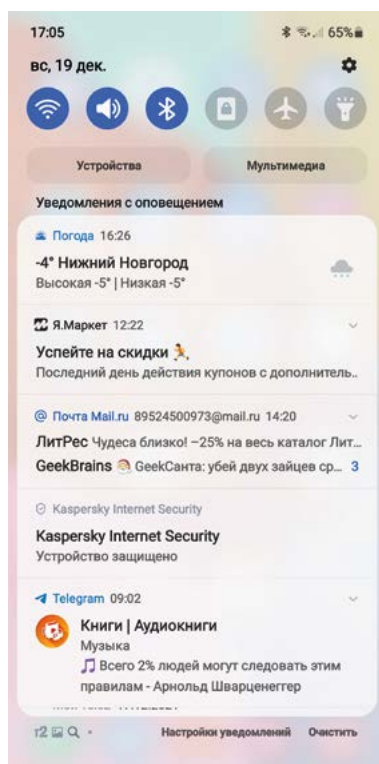 17:05 65%
вс, 19 дек.
Устройства Мультимедиа
Уведомления с оповещением
Погода 16:26
-4° Нижний Новгород
Высокая -5° | Низкая -5°
Я.Маркет 12:22
Успейте на скидки
Последний день действия купонов с дополнитель..
Почта Mail.ru 89524500973@mail.ru 14:20
ЛитРес Чудеса близко! –25% на весь каталог Лит...
GeekBrains GeekСанта: убей двух зайцев ср... 3
Kaspersky Internet Security
Kaspersky Internet Security
Устройство защищено
Telegram 09:02
Книги | Аудиокниги
Музыка
Всего 2% людей могут следовать этим
правилам - Арнольд Шварценеггер
Настройки уведомлений Очистить